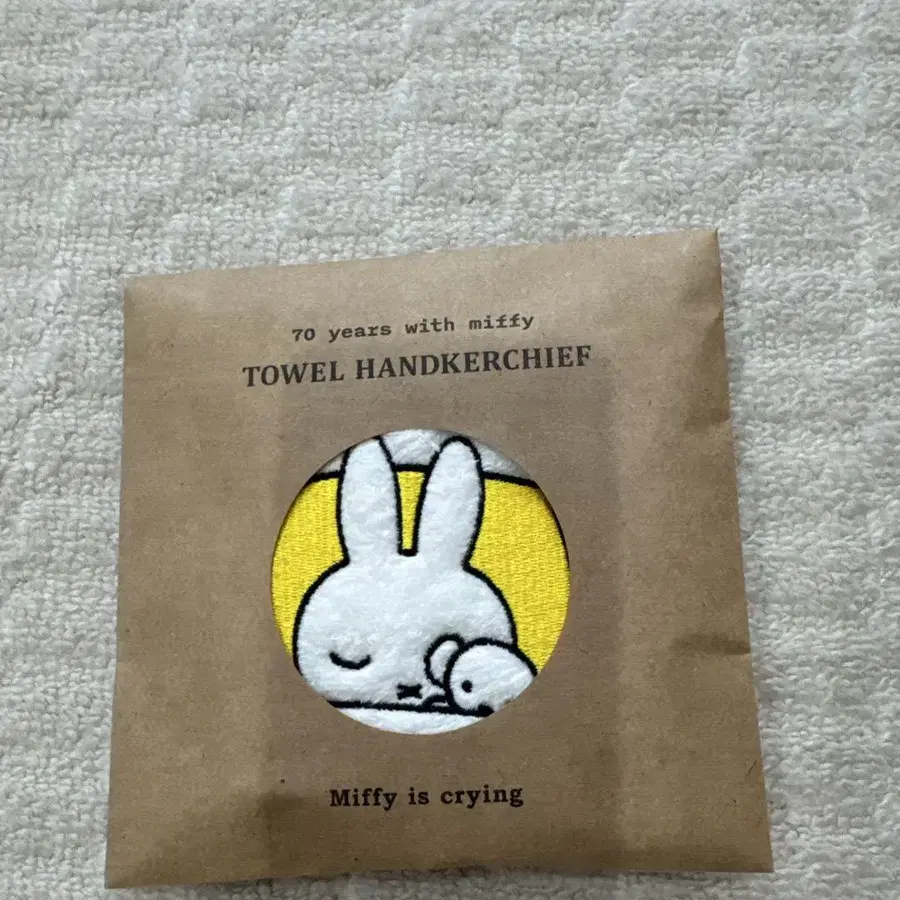 70 years with miffy
TOWEL HANDKERCHIEF
Miffy is crying